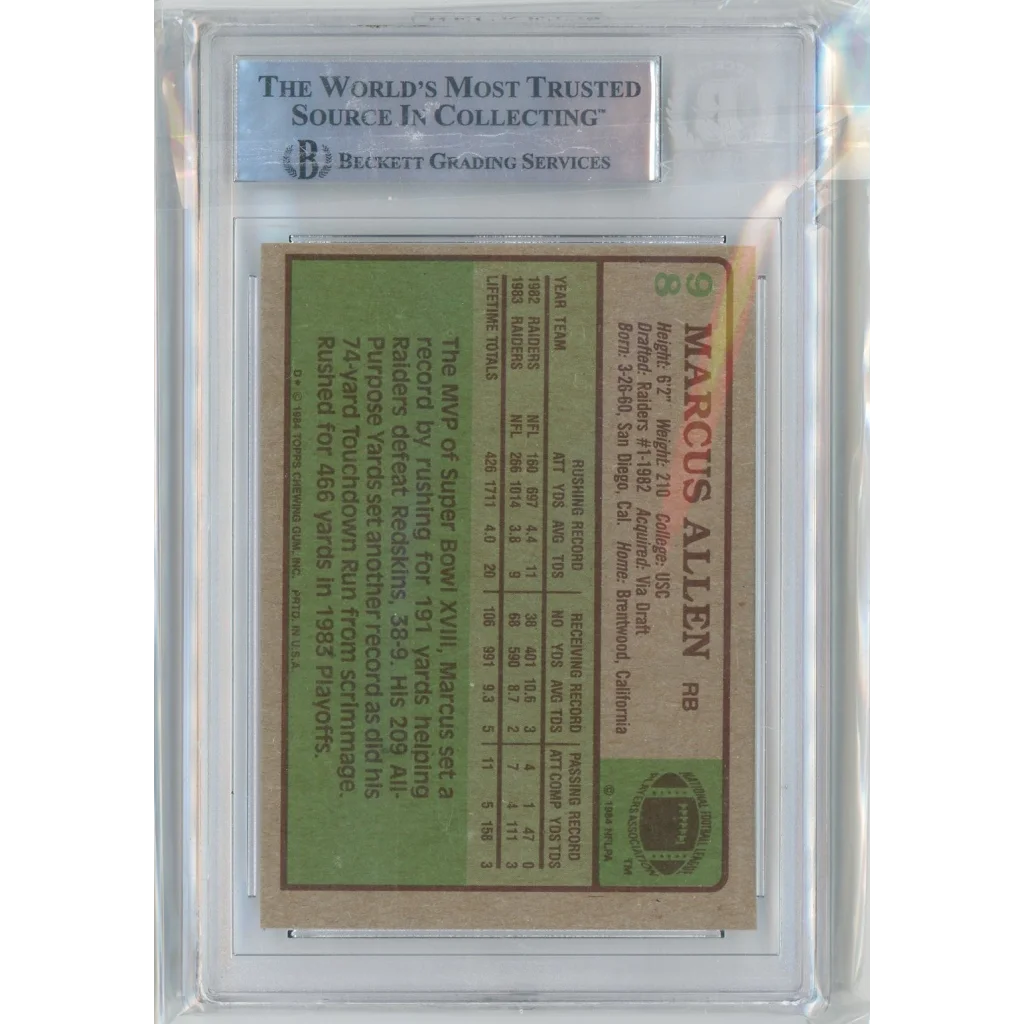 THE WORLD'S MOST TRUSTED
SOURCE IN COLLECTING™
B BECKETT GRADING SERVICES
98
MARCUS ALLEN RB
Height: 6'2" Weight: 210 College: USC
Drafted: Raiders #1-1982 Acquired: Via Draft
Born: 3-26-60, San Diego, Cal. Home: Brentwood, California
NATIONAL FOOTBALL LEAGUE
PLAYERS ASSOCIATION
TM
© 1984 NFLPA
RUSHING RECORD RECEIVING RECORD PASSING RECORD
YEAR TEAM ATT YDS AVG TDS NO YDS AVG TDS ATT COMP YDS TDS
1982 RAIDERS NFL 160 697 4.4 11 38 401 10.6 3 4 1 47 0
1983 RAIDERS NFL 266 1014 3.8 9 68 590 8.7 2 7 4 111 3
LIFETIME TOTALS 426 1711 4.0 20 106 991 9.3 5 11 5 158 3
The MVP of Super Bowl XVIII, Marcus set a
record by rushing for 191 yards helping
Raiders defeat Redskins, 38-9. His 209 All-
Purpose Yards set another record as did his
74-yard Touchdown Run from scrimmage.
Rushed for 466 yards in 1983 Playoffs.
D* © 1984 TOPPS CHEWING GUM, INC. PRTD. IN U.S.A.